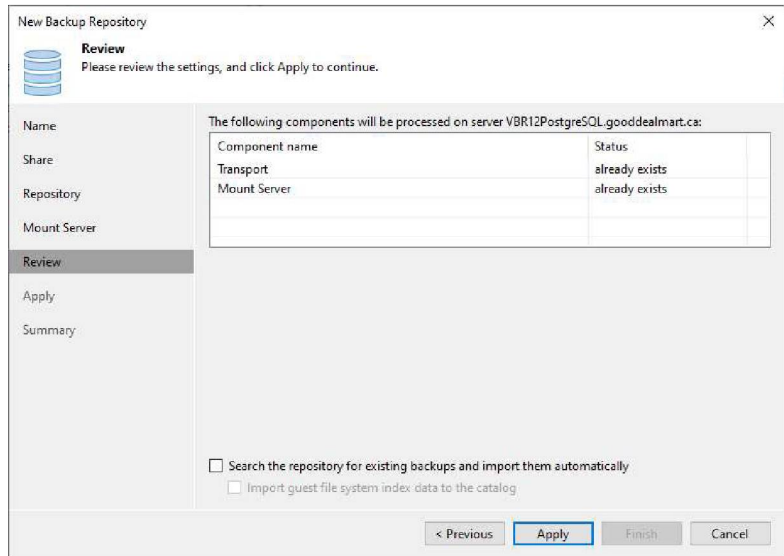 New Backup Repository
Review
Please review the settings, and click Apply to continue.
Name
Share
Repository
Mount Server
Review
Apply
Summary
The following components will be processed on server VBR12PostgreSQL.gooddealmart.ca:
Component name Status
Transport already exists
Mount Server already exists
Search the repository for existing backups and import them automatically
Import guest file system index data to the catalog
< Previous Apply Finish Cancel